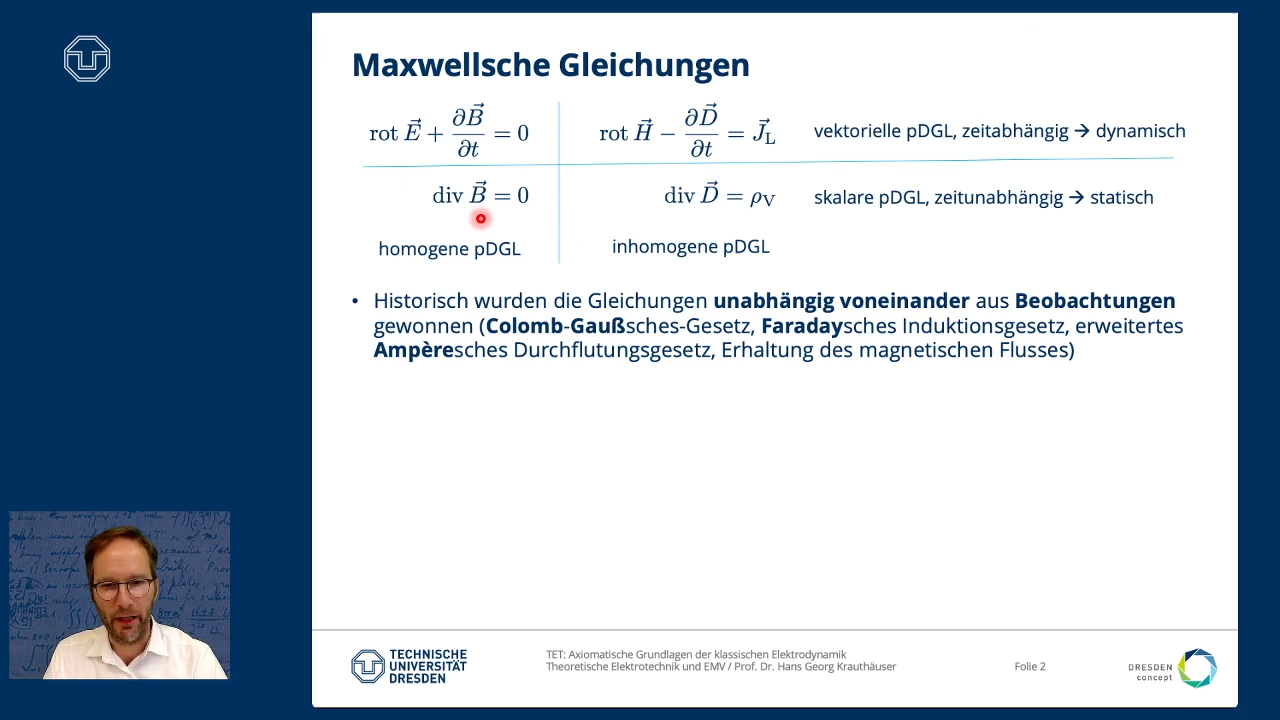 Maxwellsche Gleichungen
rot E⃗ + ∂B⃗/∂t = 0
rot H⃗ − ∂D⃗/∂t = J⃗_L
vektorielle pDGL, zeitabhängig → dynamisch
div B⃗ = 0
div D⃗ = ρ_V
skalare pDGL, zeitunabhängig → statisch
homogene pDGL
inhomogene pDGL
• Historisch wurden die Gleichungen unabhängig voneinander aus Beobachtungen
gewonnen (Colomb-Gaußsches-Gesetz, Faradaysches Induktionsgesetz, erweitertes
Ampèresches Durchflutungsgesetz, Erhaltung des magnetischen Flusses)
TECHNISCHE
UNIVERSITÄT
DRESDEN
TET: Axiomatische Grundlagen der klassischen Elektrodynamik
Theoretische Elektrotechnik und EMV / Prof. Dr. Hans Georg Krauthäuser
Folie 2
DRESDEN
concept